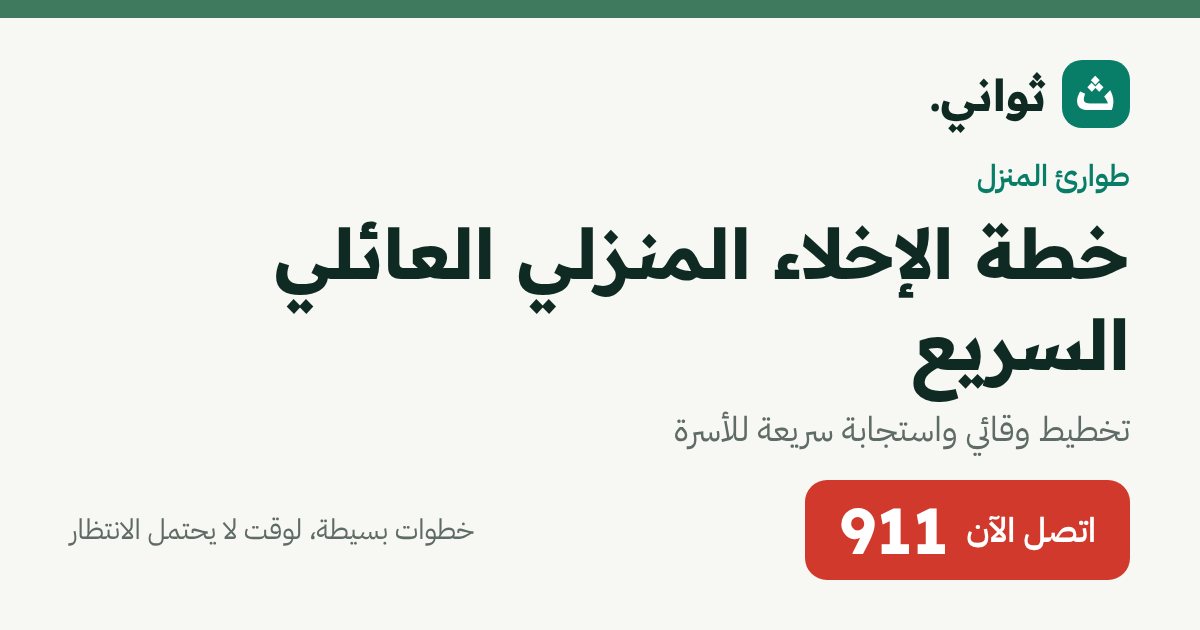 ث ثواني.
طوارئ المنزل
خطة الإخلاء المنزلي العائلي
السريع
تخطيط وقائي واستجابة سريعة للأسرة
اتصل الآن 911
خطوات بسيطة، لوقت لا يحتمل الانتظار